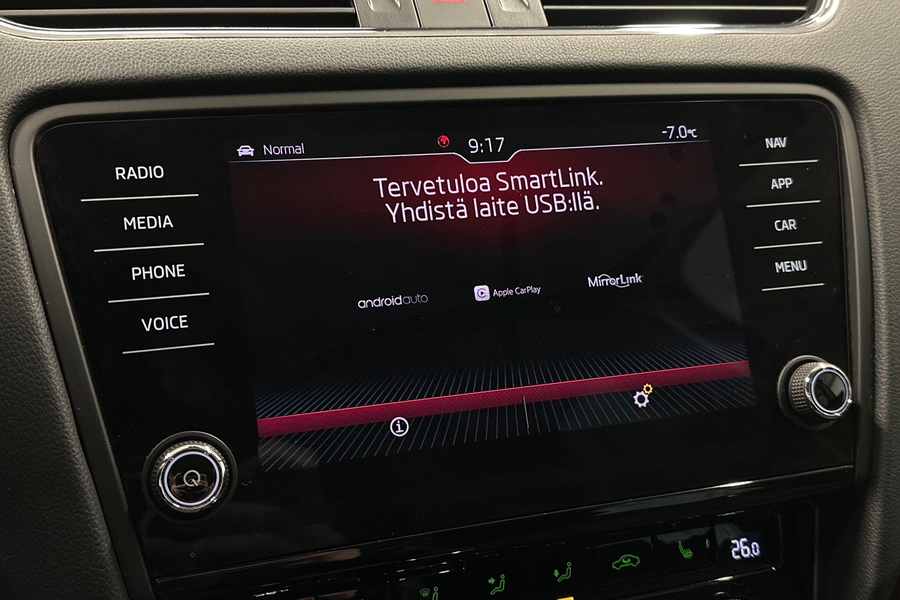 Normal
9:17
-7.0°C
Tervetuloa SmartLink.
Yhdistä laite USB:llä.
androidauto
Apple CarPlay
MirrorLink
RADIO
MEDIA
PHONE
VOICE
NAV
APP
CAR
MENU
26.0